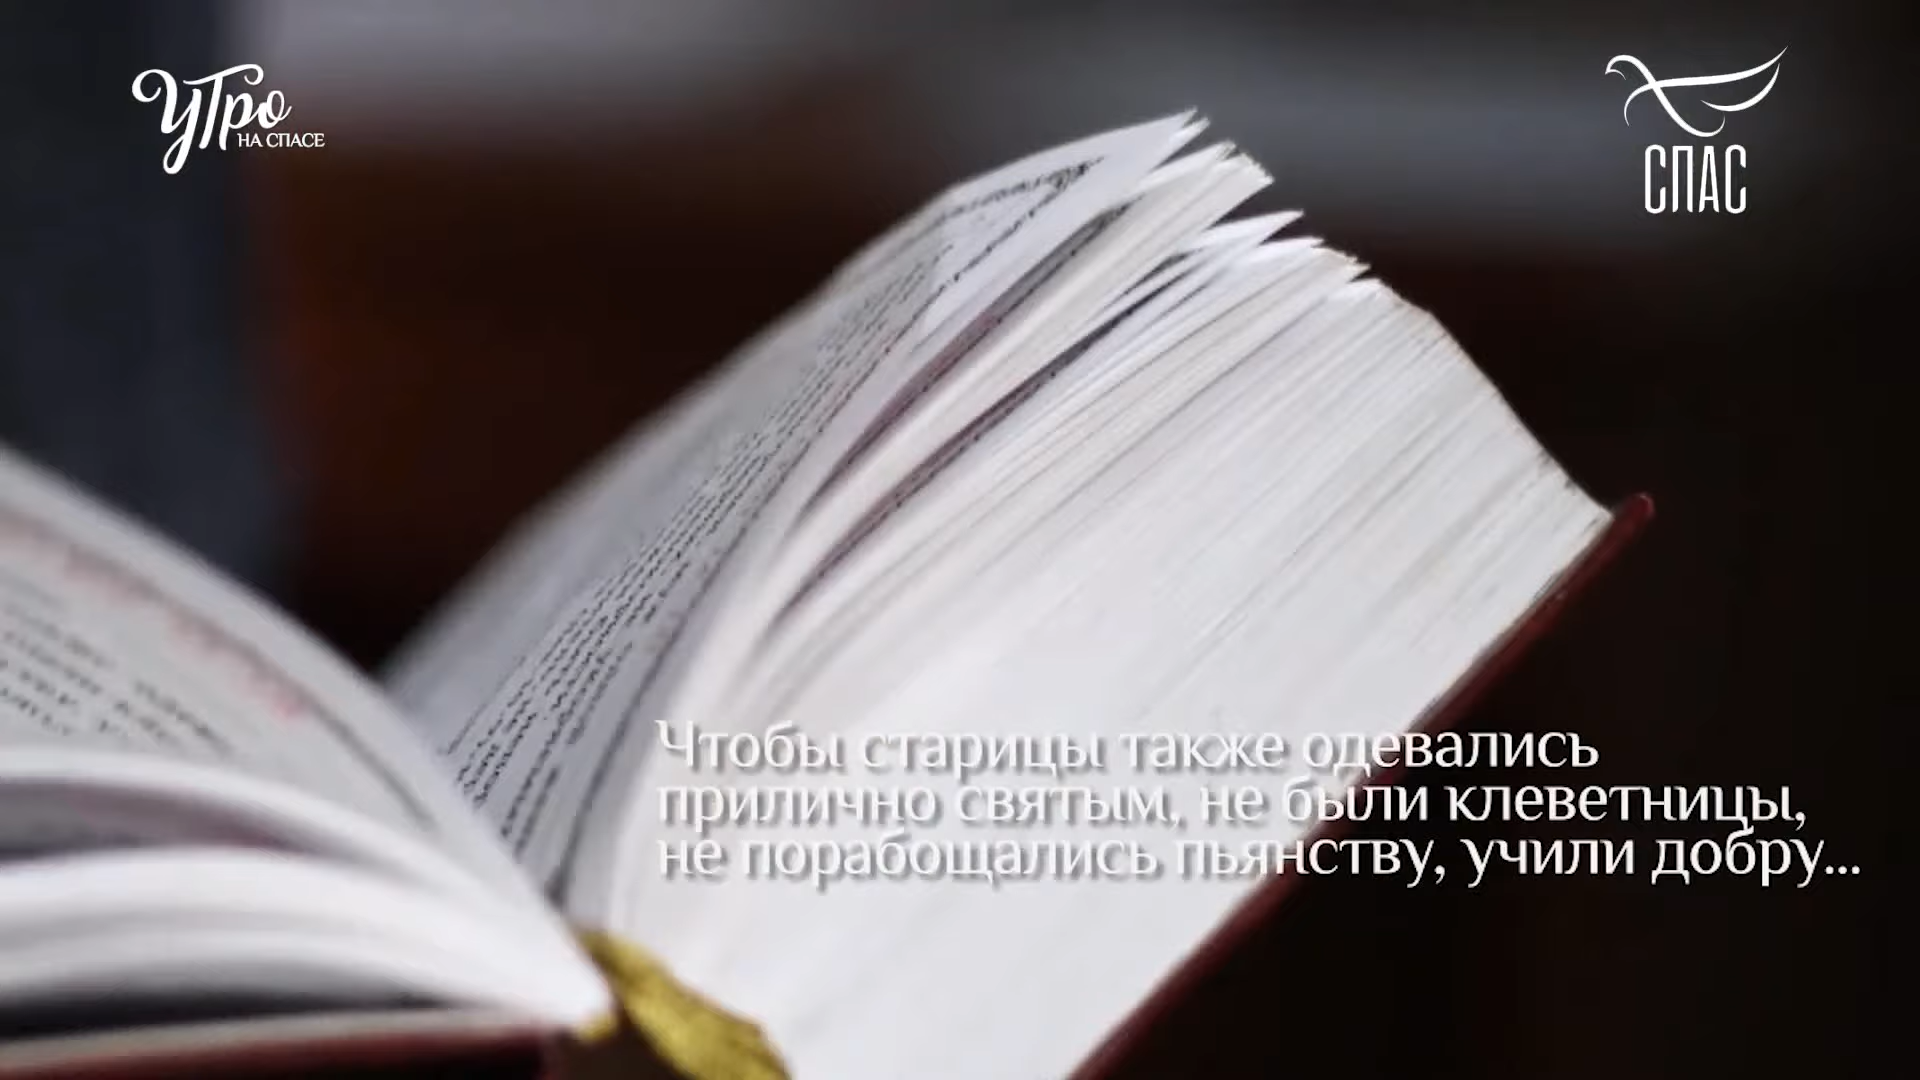 Утро
НА СПАСЕ
СПАС
Чтобы старицы также одевались
прилично святым, не были клеветницы,
не порабощались пьянству, учили добру...